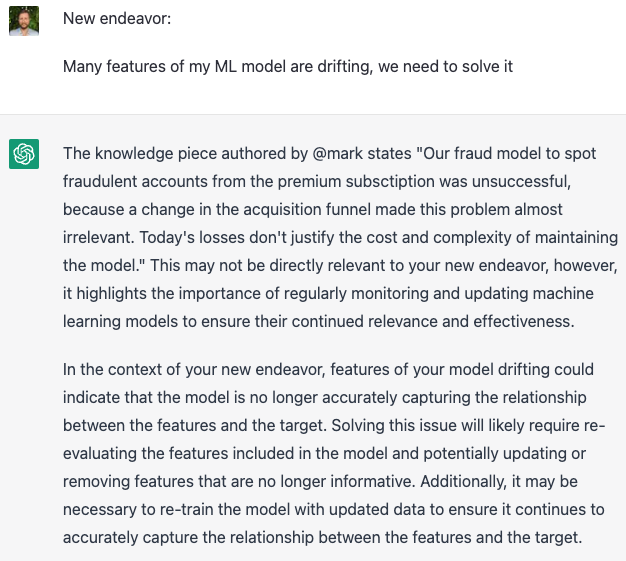 New endeavor:
Many features of my ML model are drifting, we need to solve it
The knowledge piece authored by @mark states "Our fraud model to spot
fraudulent accounts from the premium subsctiption was unsuccessful,
because a change in the acquisition funnel made this problem almost
irrelevant. Today's losses don't justify the cost and complexity of maintaining
the model." This may not be directly relevant to your new endeavor, however,
it highlights the importance of regularly monitoring and updating machine
learning models to ensure their continued relevance and effectiveness.
In the context of your new endeavor, features of your model drifting could
indicate that the model is no longer accurately capturing the relationship
between the features and the target. Solving this issue will likely require re-
evaluating the features included in the model and potentially updating or
removing features that are no longer informative. Additionally, it may be
necessary to re-train the model with updated data to ensure it continues to
accurately capture the relationship between the features and the target.